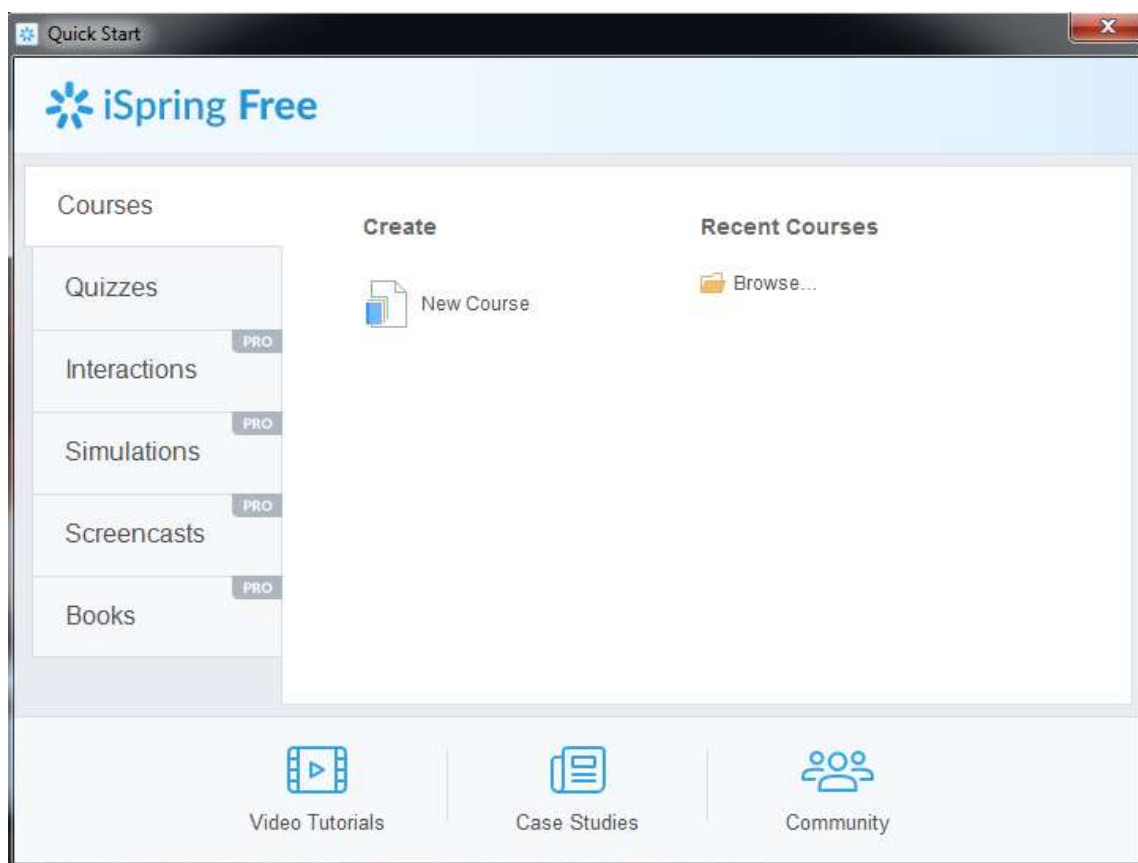 Quick Start
iSpring Free
Courses
Quizzes
PRO
Interactions
PRO
Simulations
PRO
Screencasts
PRO
Books
Create
New Course
Recent Courses
Browse...
Video Tutorials
Case Studies
Community